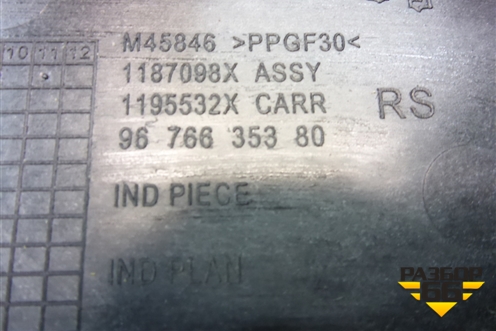 10 11 12
M45846 >PPGF30<
1187098X ASSY
1195532X CARR RS
96 766 353 80
IND PIECE
IND PLAN
РАЗБОР
66